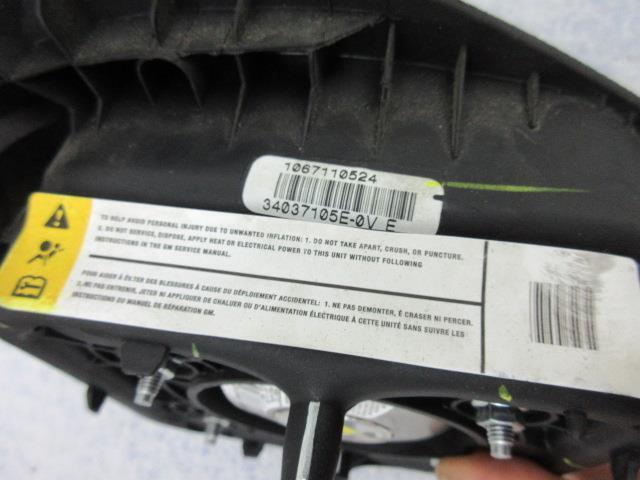 1067110524
34037105E-0V E
TO HELP AVOID PERSONAL INJURY DUE TO UNWANTED INFLATION: 1. DO NOT TAKE APART, CRUSH, OR PUNCTURE.
2. DO NOT SERVICE, DISPOSE, APPLY HEAT OR ELECTRICAL POWER TO THIS UNIT WITHOUT FOLLOWING
INSTRUCTIONS IN THE GM SERVICE MANUAL.
POUR AIDER À ÉVITER DES BLESSURES À CAUSE DU DÉPLOIEMENT ACCIDENTEL: 1. NE PAS DEMONTER, É CRASER NI PERCER.
2. NE PAS ENTRENIR, JETER NI APPLIQUER DE CHALEUR OU D'ALIMENTATION ÉLECTRIQUE À CETTE UNITÉ SANS SUIVRE LES
INSTRUCTIONS DU MANUEL DE RÉPARATION GM.